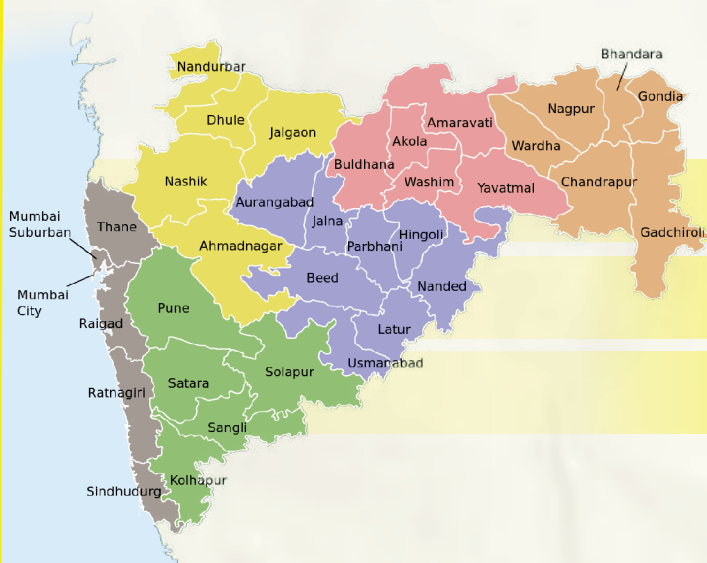 Bhandara
Nandurbar
Gondia
Nagpur
Dhule
Amaravati
Jalgaon
Akola
Wardha
Buldhana
Nashik
Washim
Yavatmal
Chandrapur
Aurangabad
Mumbai
Suburban
Thane
Jalna
Hingoli
Gadchiroli
Ahmadnagar
Parbhani
Beed
Nanded
Mumbai
City
Pune
Raigad
Latur
Usmanabad
Solapur
Satara
Ratnagiri
Sangli
Kolhapur
Sindhudurg